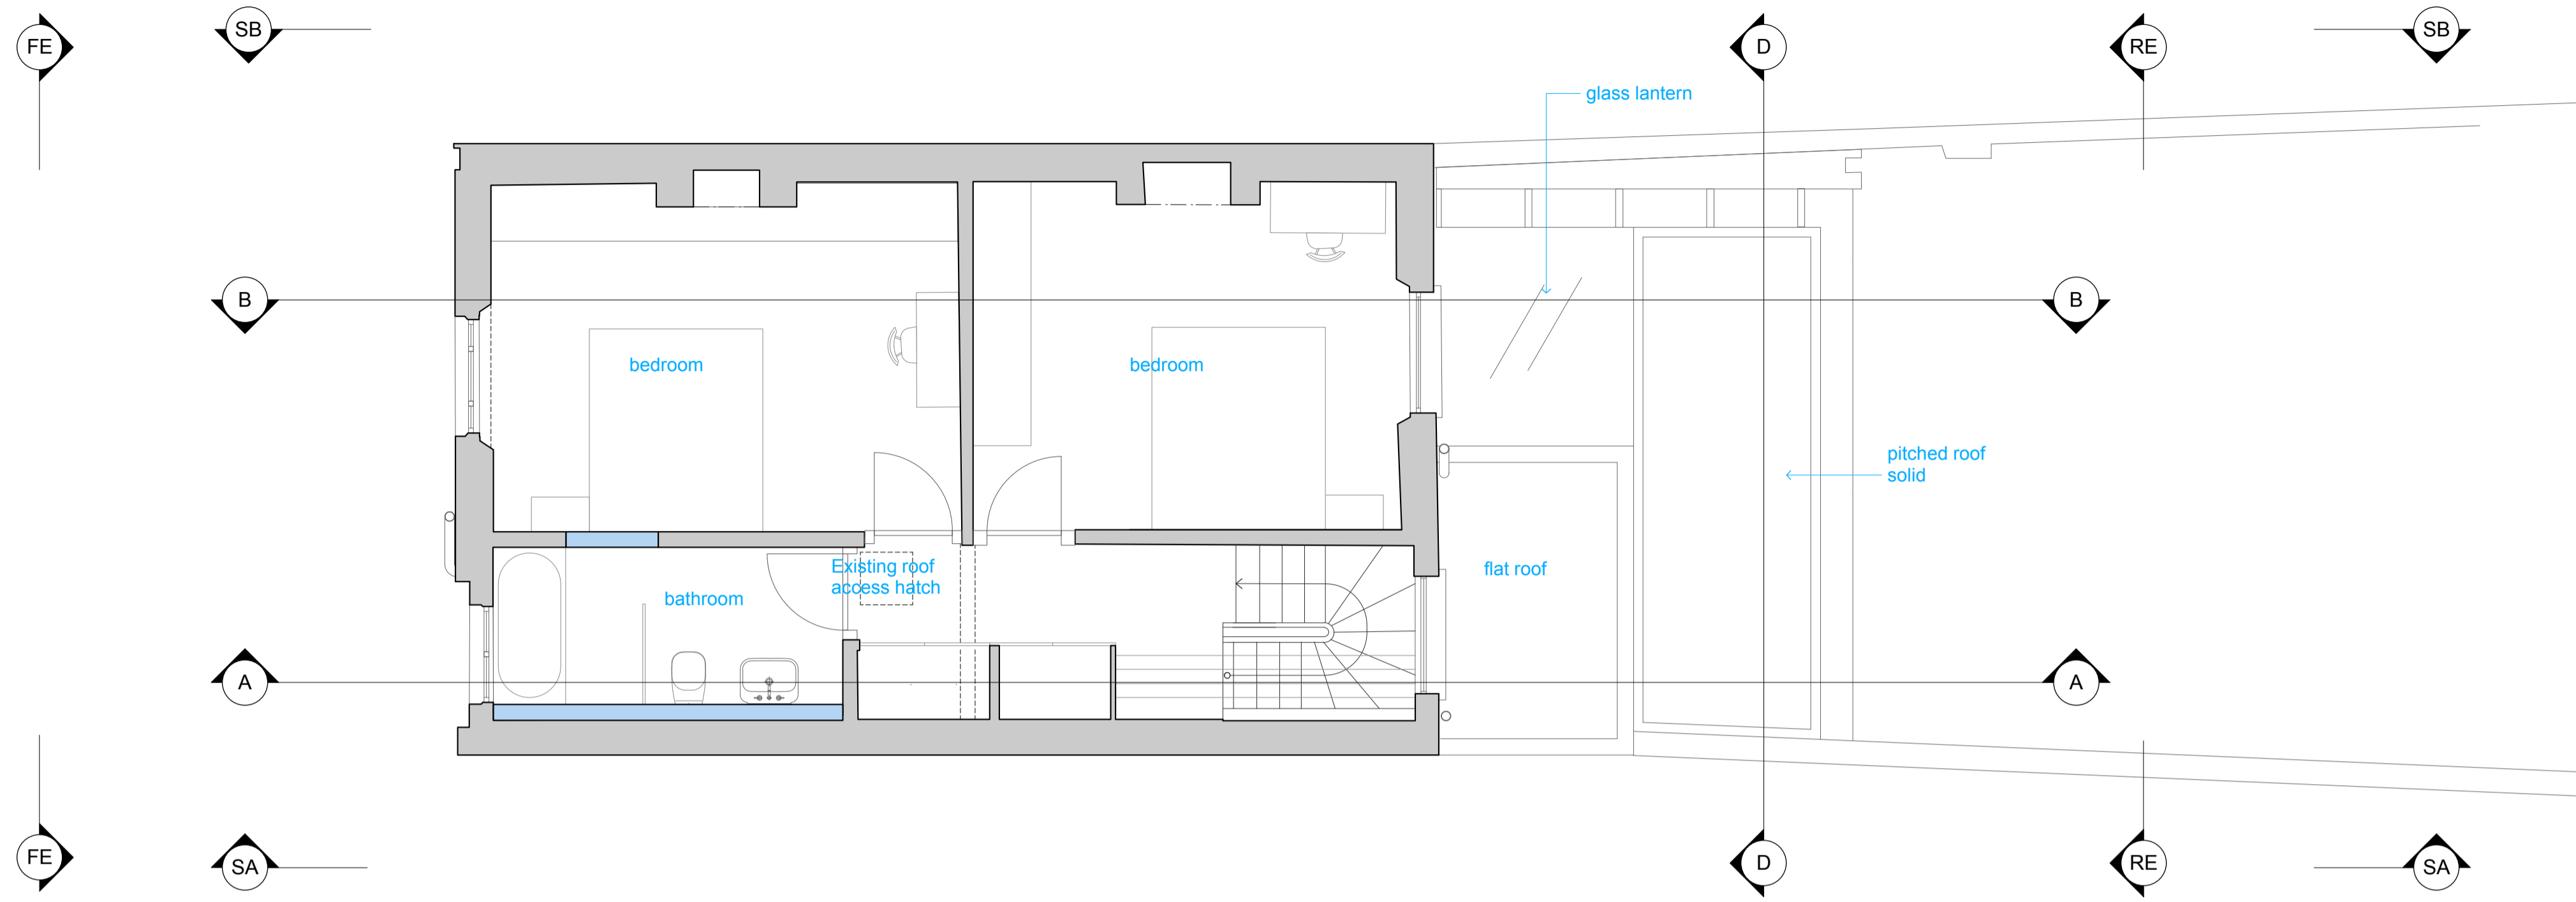 FE
SB
D
RE
SB
glass lantern
B
B
bedroom
bedroom
pitched roof
solid
Existing roof
access hatch
flat roof
bathroom
A
A
FE
SA
D
RE
SA